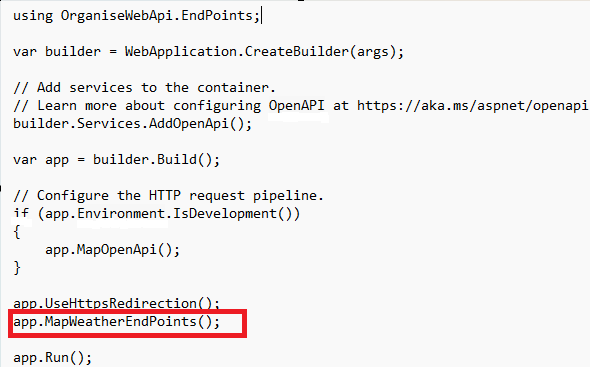 using OrganiseWebApi.EndPoints;
var builder = WebApplication.CreateBuilder(args);
// Add services to the container.
// Learn more about configuring OpenAPI at https://aka.ms/aspnet/openapi
builder.Services.AddOpenApi();
var app = builder.Build();
// Configure the HTTP request pipeline.
if (app.Environment.IsDevelopment())
{
    app.MapOpenApi();
}
app.UseHttpsRedirection();
app.MapWeatherEndPoints();
app.Run();